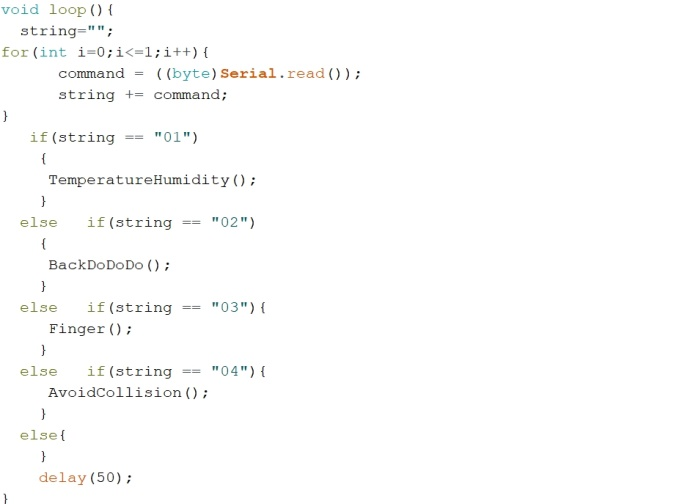 void loop(){
  string="";
for(int i=0;i<=1;i++){
      command = ((byte)Serial.read());
      string += command;
}
   if(string == "01")
    {
     TemperatureHumidity();
    }
  else   if(string == "02")
    {
     BackDoDoDo();
    }
  else   if(string == "03"){
     Finger();
    }
  else   if(string == "04"){
     AvoidCollision();
    }
  else{
    }
    delay(50);
}